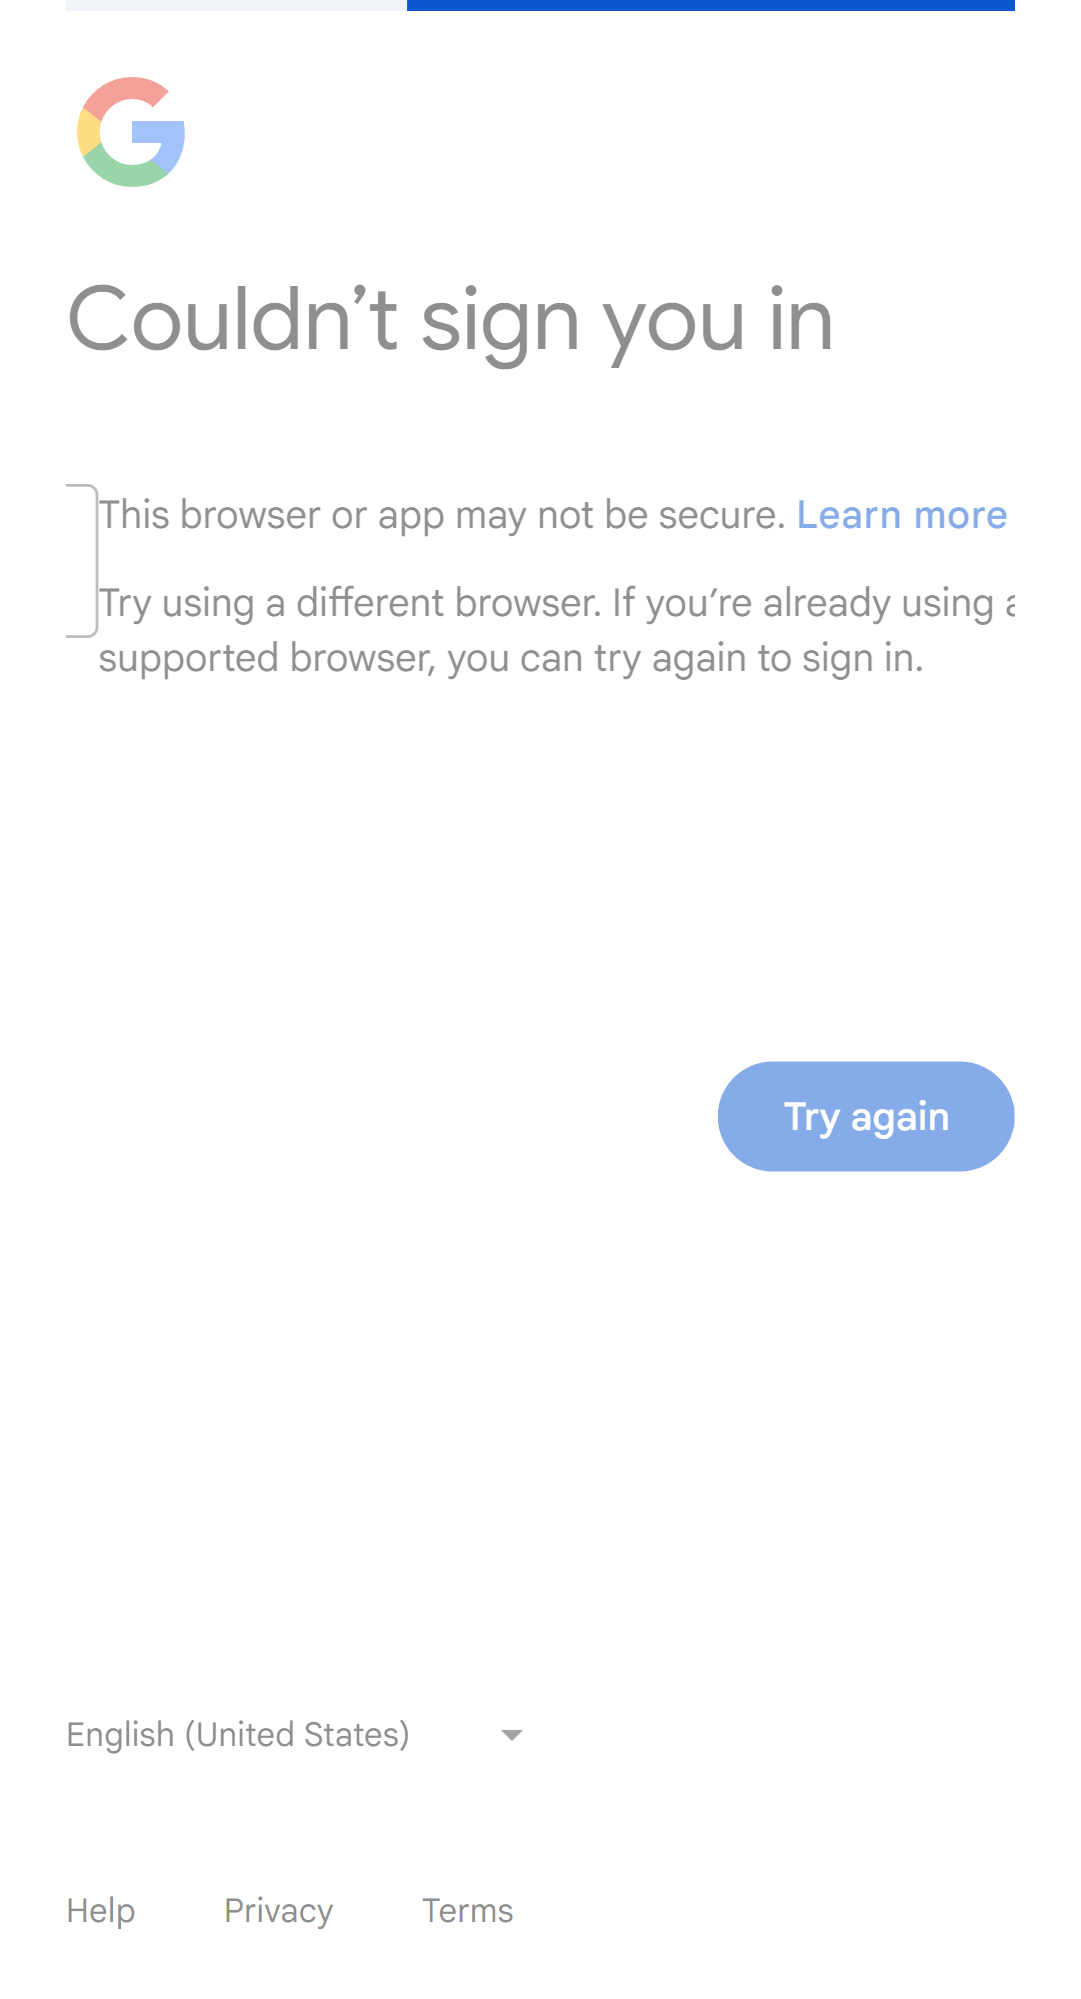 Couldn’t sign you in
This browser or app may not be secure. Learn more
Try using a different browser. If you’re already using a
supported browser, you can try again to sign in.
Try again
English (United States)
Help Privacy Terms